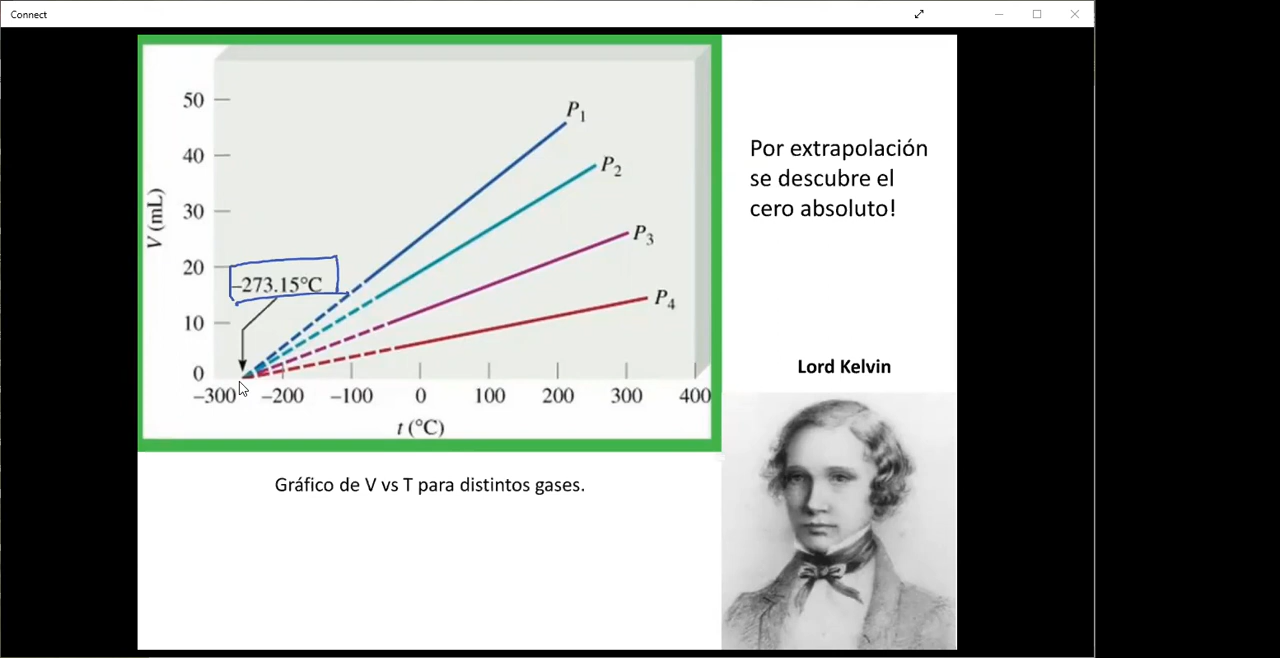 Connect
50
40
30
20
10
0
V (mL)
P1
P2
P3
P4
–273.15°C
–300 –200 –100 0 100 200 300 400
t (°C)
Gráfico de V vs T para distintos gases.
Por extrapolación
se descubre el
cero absoluto!
Lord Kelvin